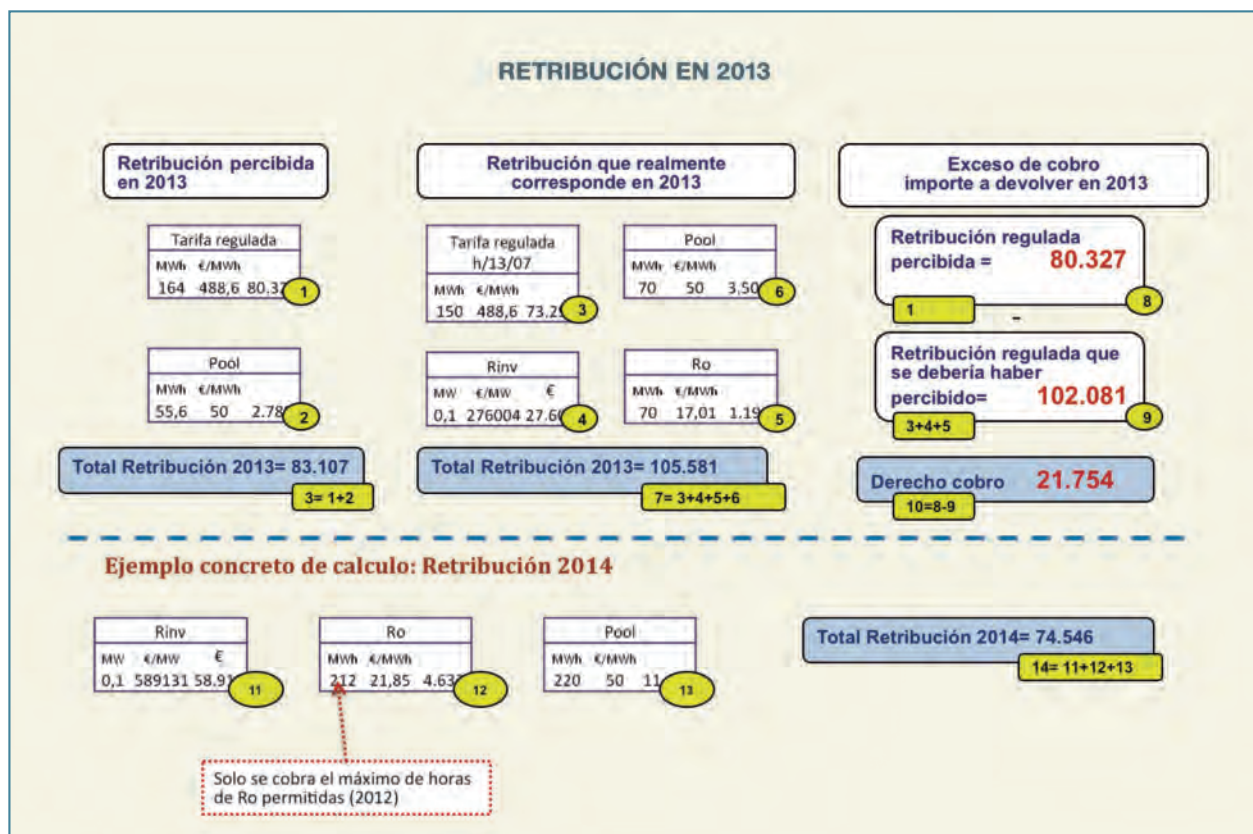 RETRIBUCIÓN EN 2013
Retribución percibida
en 2013
Tarifa regulada
MWh €/MWh
164 488,6 80.32
1
Pool
MWh €/MWh
55,6 50 2.78
2
Total Retribución 2013= 83.107
3= 1+2
Retribución que realmente
corresponde en 2013
Tarifa regulada
h/13/07
MWh €/MWh
150 488,6 73.29
3
Pool
MWh €/MWh
70 50 3.50
6
Rinv
MW €/MW €
0,1 276004 27.60
4
Ro
MWh €/MWh
70 17,01 1.19
5
Total Retribución 2013= 105.581
7= 3+4+5+6
Exceso de cobro
importe a devolver en 2013
Retribución regulada
percibida = 80.327
1
8
-
Retribución regulada que
se debería haber
percibido= 102.081
3+4+5
9
Derecho cobro 21.754
10=8-9
Ejemplo concreto de calculo: Retribución 2014
Rinv
MW €/MW €
0,1 589131 58.91
11
Ro
MWh €/MWh
212 21,85 4.63
12
Pool
MWh €/MWh
220 50 11
13
Total Retribución 2014= 74.546
14= 11+12+13
Solo se cobra el máximo de horas
de Ro permitidas (2012)